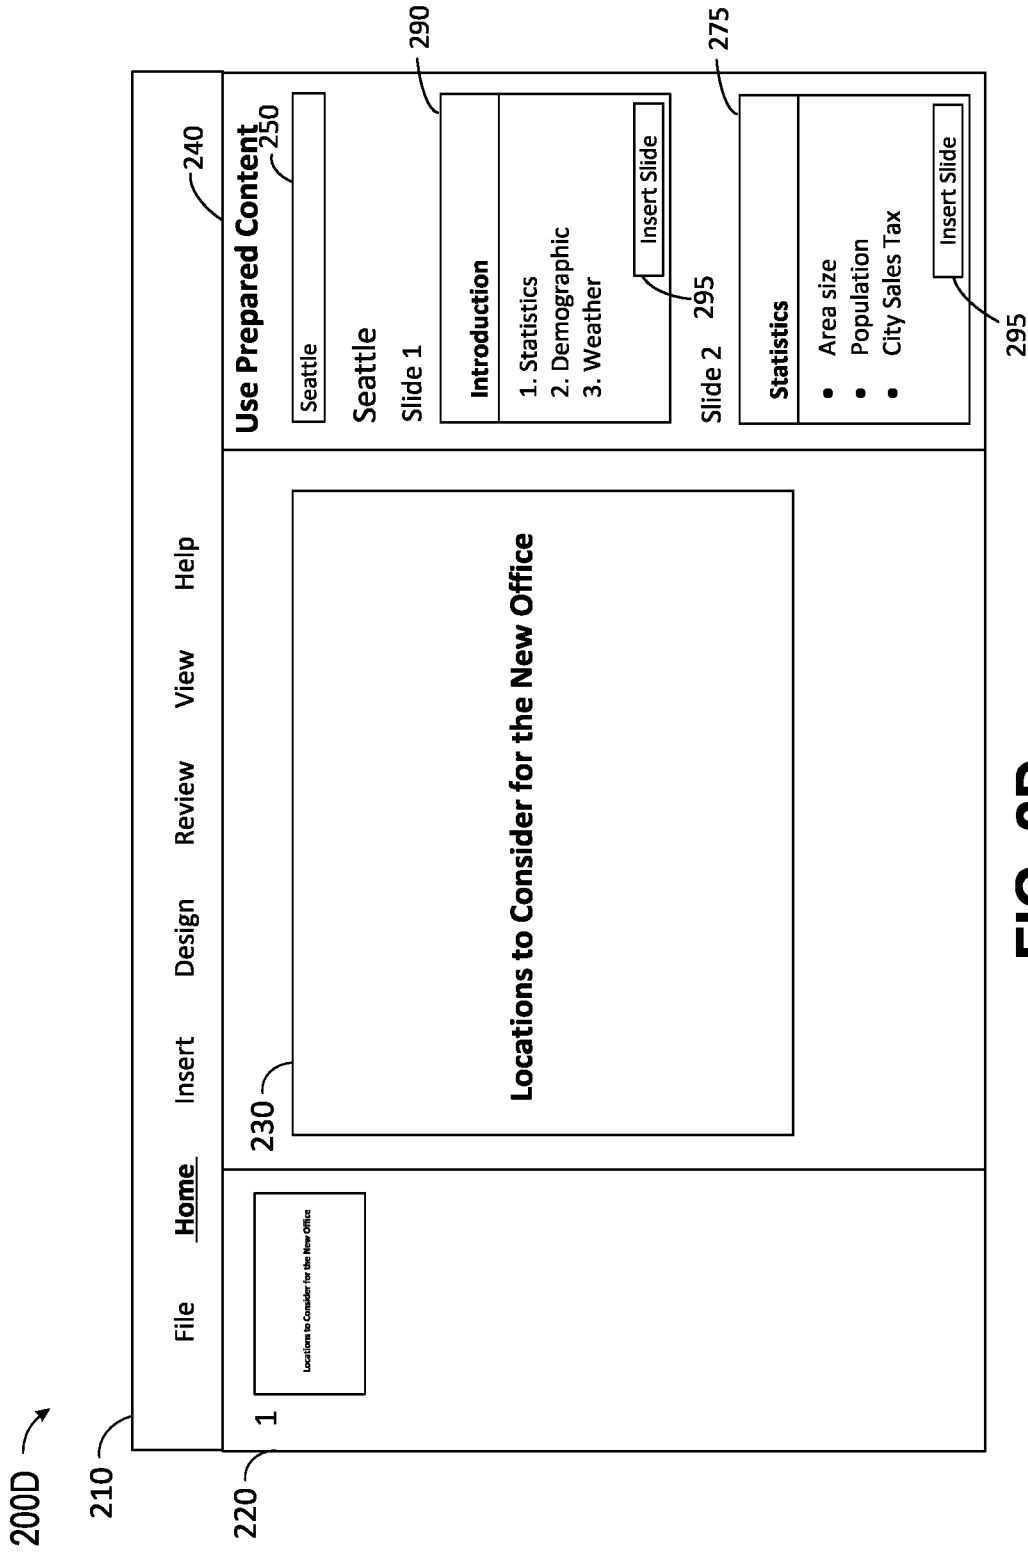 200D
210
File Home Insert Design Review View Help
220
1
Locations to Consider for the New Office
230
Locations to Consider for the New Office
240
Use Prepared Content
250
Seattle
Seattle
Slide 1
290
Introduction
1. Statistics
2. Demographic
3. Weather
Insert Slide
295
Slide 2
275
Statistics
• Area size
• Population
• City Sales Tax
Insert Slide
295